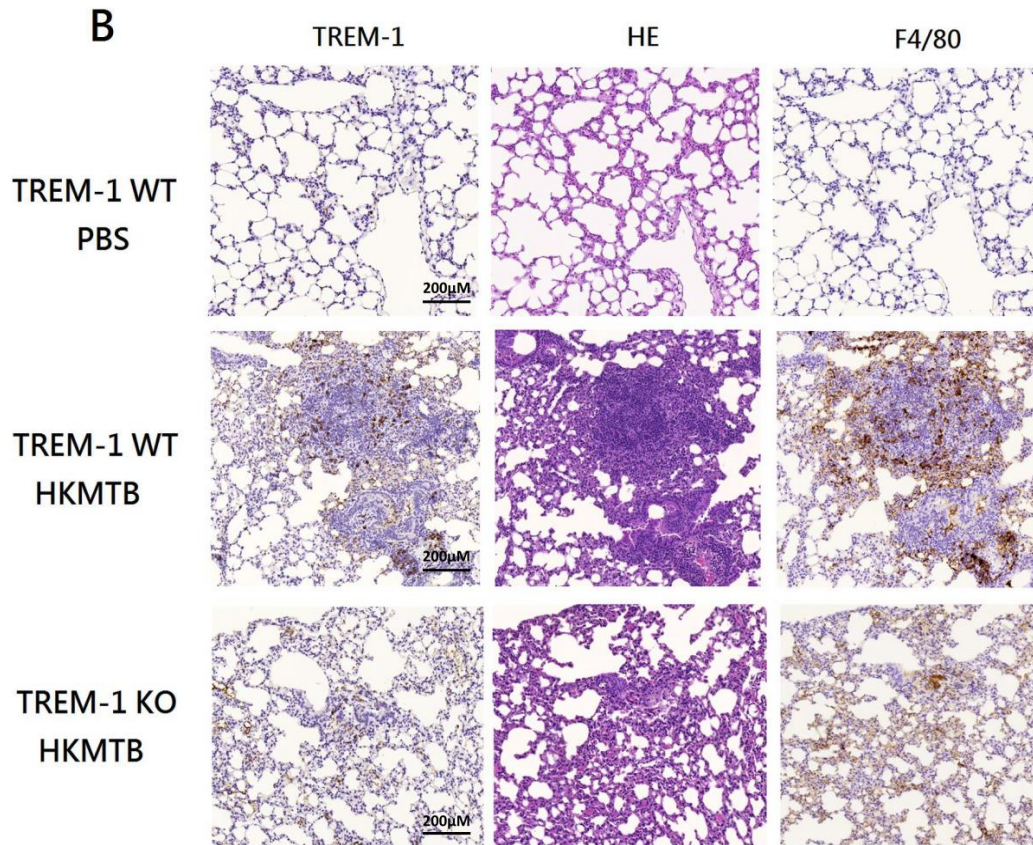 B
TREM-1 HE F4/80
TREM-1 WT
PBS
200μM
TREM-1 WT
HKMTB
200μM
TREM-1 KO
HKMTB
200μM